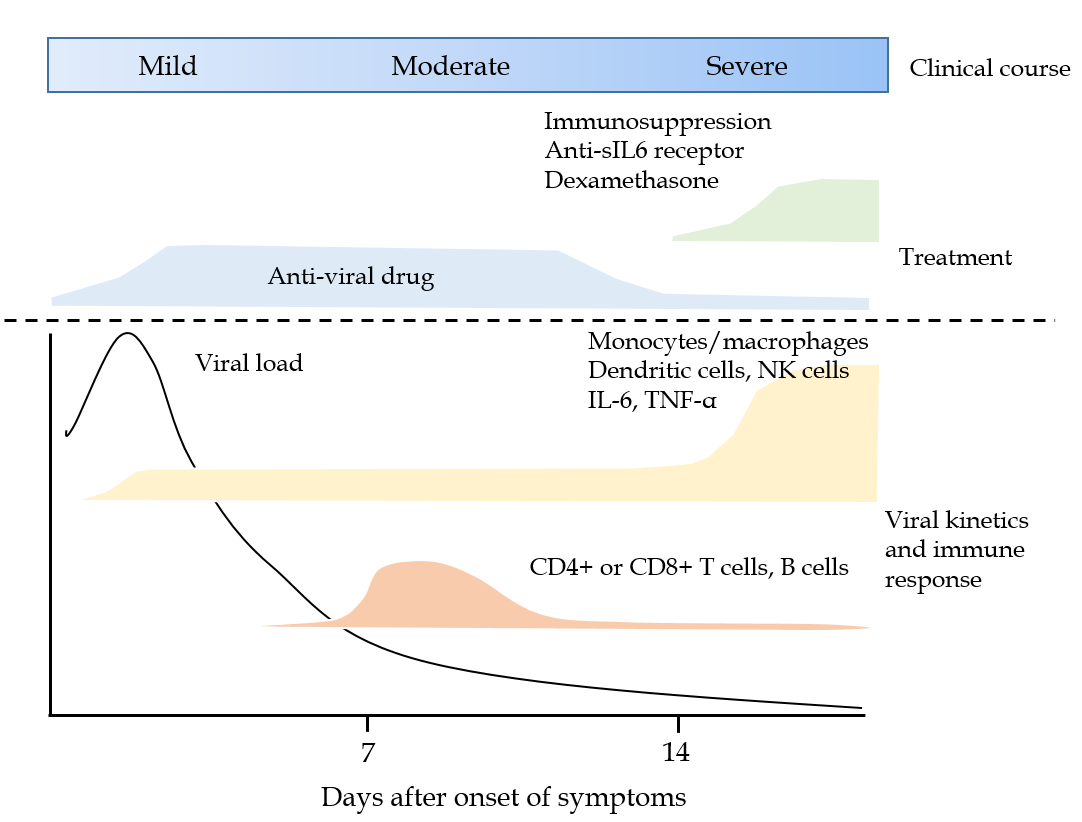 Mild
Moderate
Severe
Clinical course
Immunosuppression
Anti-sIL6 receptor
Dexamethasone
Anti-viral drug
Treatment
Viral load
Monocytes/macrophages
Dendritic cells, NK cells
IL-6, TNF-α
CD4+ or CD8+ T cells, B cells
Viral kinetics
and immune
response
7
14
Days after onset of symptoms